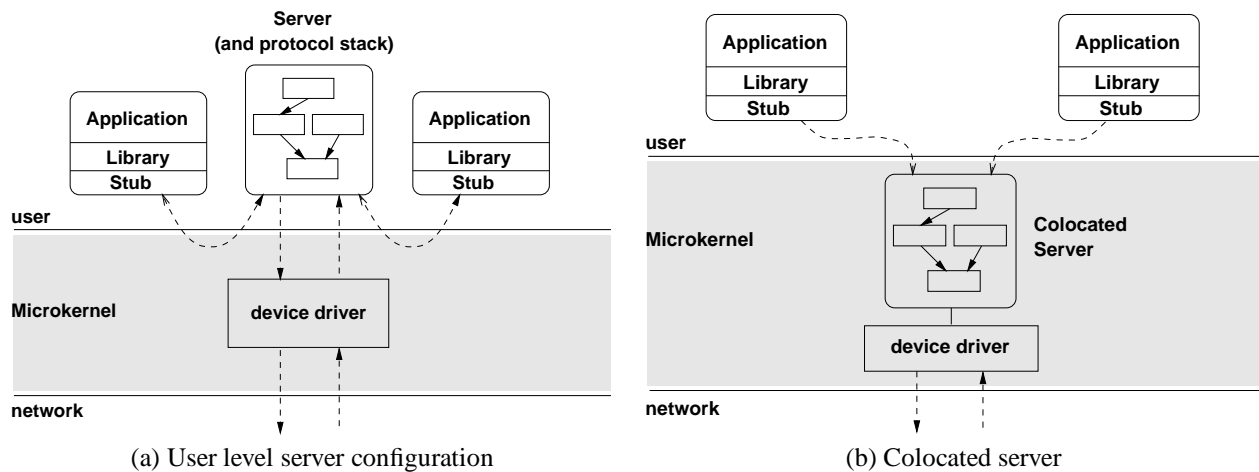 Server
(and protocol stack)
Application
Library
Stub
Application
Library
Stub
user
Microkernel
device driver
network
(a) User level server configuration
Application
Library
Stub
Application
Library
Stub
user
Microkernel
Colocated
Server
device driver
network
(b) Colocated server